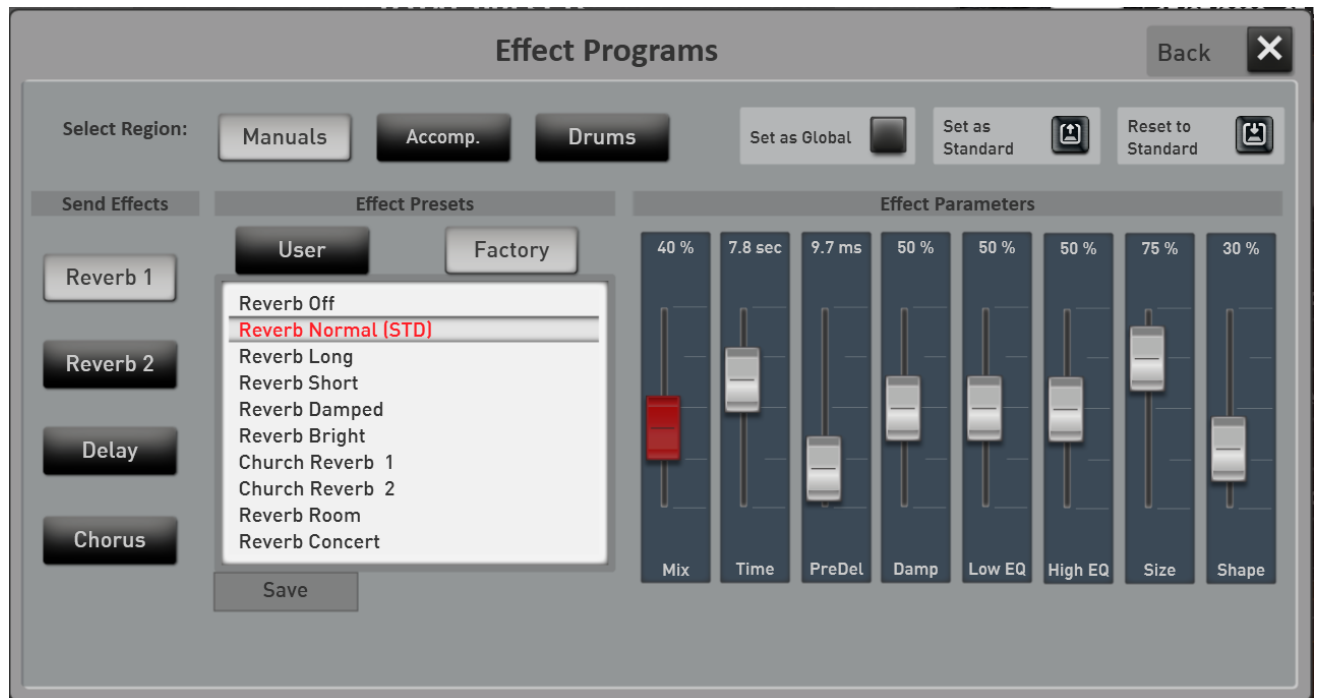 Effect Programs
Back
Select Region:
Manuals
Accomp.
Drums
Set as Global
Set as
Standard
Reset to
Standard
Send Effects
Effect Presets
Effect Parameters
Reverb 1
Reverb 2
Delay
Chorus
User
Factory
Reverb Off
Reverb Normal (STD)
Reverb Long
Reverb Short
Reverb Damped
Reverb Bright
Church Reverb 1
Church Reverb 2
Reverb Room
Reverb Concert
Save
40 % 7.8 sec 9.7 ms 50 % 50 % 50 % 75 % 30 %
Mix Time PreDel Damp Low EQ High EQ Size Shape